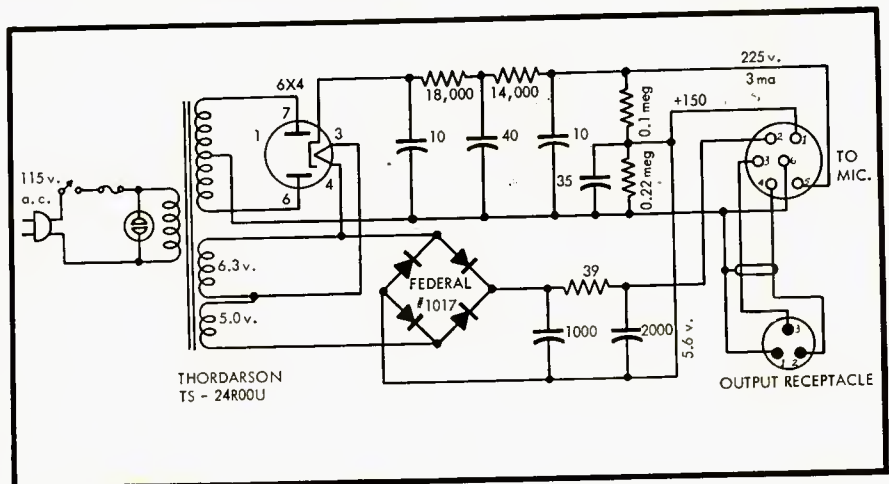 225 v.
3 ma
6X4
7
1
3
4
6
18,000
14,000
0.1 meg
+150
10
40
10
35
0.22 meg
2
1
3
6
4
5
TO
MIC.
115 v.
a.c.
6.3 v.
5.0 v.
FEDERAL
#1017
39
1000
2000
5.6 v.
3
1
2
THORDARSON
TS - 24R00U
OUTPUT RECEPTACLE